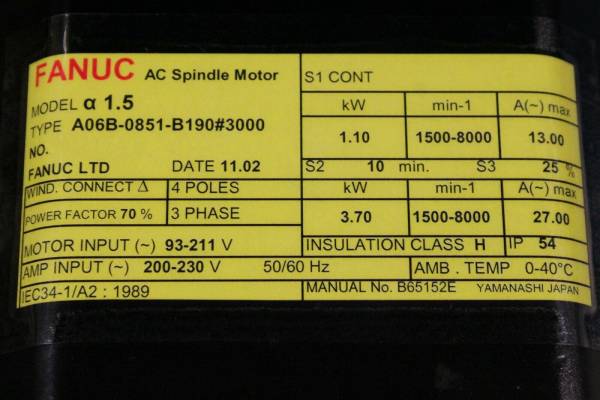 FANUC AC Spindle Motor
MODEL α 1.5
TYPE A06B-0851-B190#3000
NO.
FANUC LTD DATE 11.02
WIND. CONNECT Δ 4 POLES
POWER FACTOR 70 % 3 PHASE
MOTOR INPUT (~) 93-211 V
AMP INPUT (~) 200-230 V 50/60 Hz
IEC34-1/A2 : 1989
S1 CONT
kW min-1 A(~) max
1.10 1500-8000 13.00
S2 10 min. S3 25 %
kW min-1 A(~) max
3.70 1500-8000 27.00
INSULATION CLASS H IP 54
AMB . TEMP 0-40°C
MANUAL No. B65152E YAMANASHI JAPAN